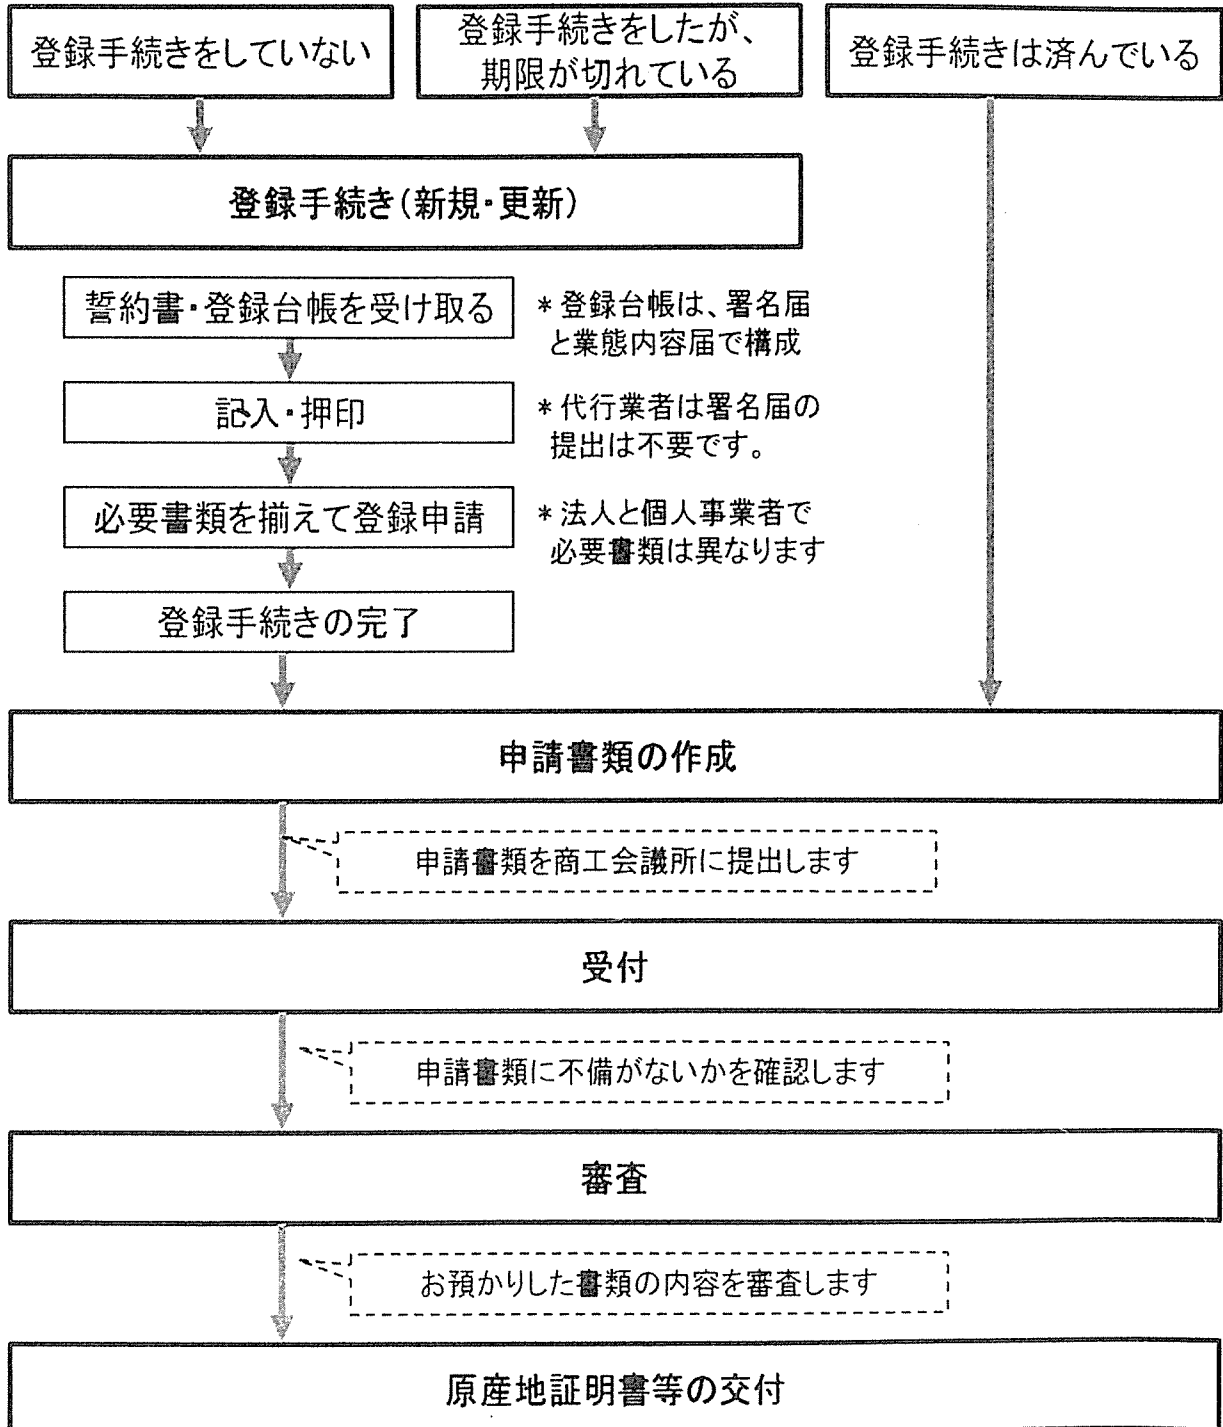 登録手続きをしていない
登録手続きをしたが、
期限が切れている
登録手続きは済んでいる
登録手続き(新規・更新)
誓約書・登録台帳を受け取る
*登録台帳は、署名届
と業態内容届で構成
記入・押印
*代行業者は署名届の
提出は不要です。
必要書類を揃えて登録申請
*法人と個人事業者で
必要書類は異なります
登録手続きの完了
申請書類の作成
申請書類を商工会議所に提出します
受付
申請書類に不備がないかを確認します
審査
お預かりした書類の内容を審査します
原産地証明書等の交付